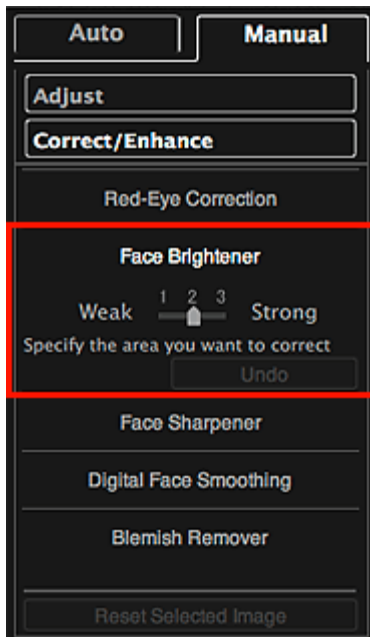 Auto Manual
Adjust
Correct/Enhance
Red-Eye Correction
Face Brightener
1 2 3
Weak Strong
Specify the area you want to correct
Undo
Face Sharpener
Digital Face Smoothing
Blemish Remover
Reset Selected Image